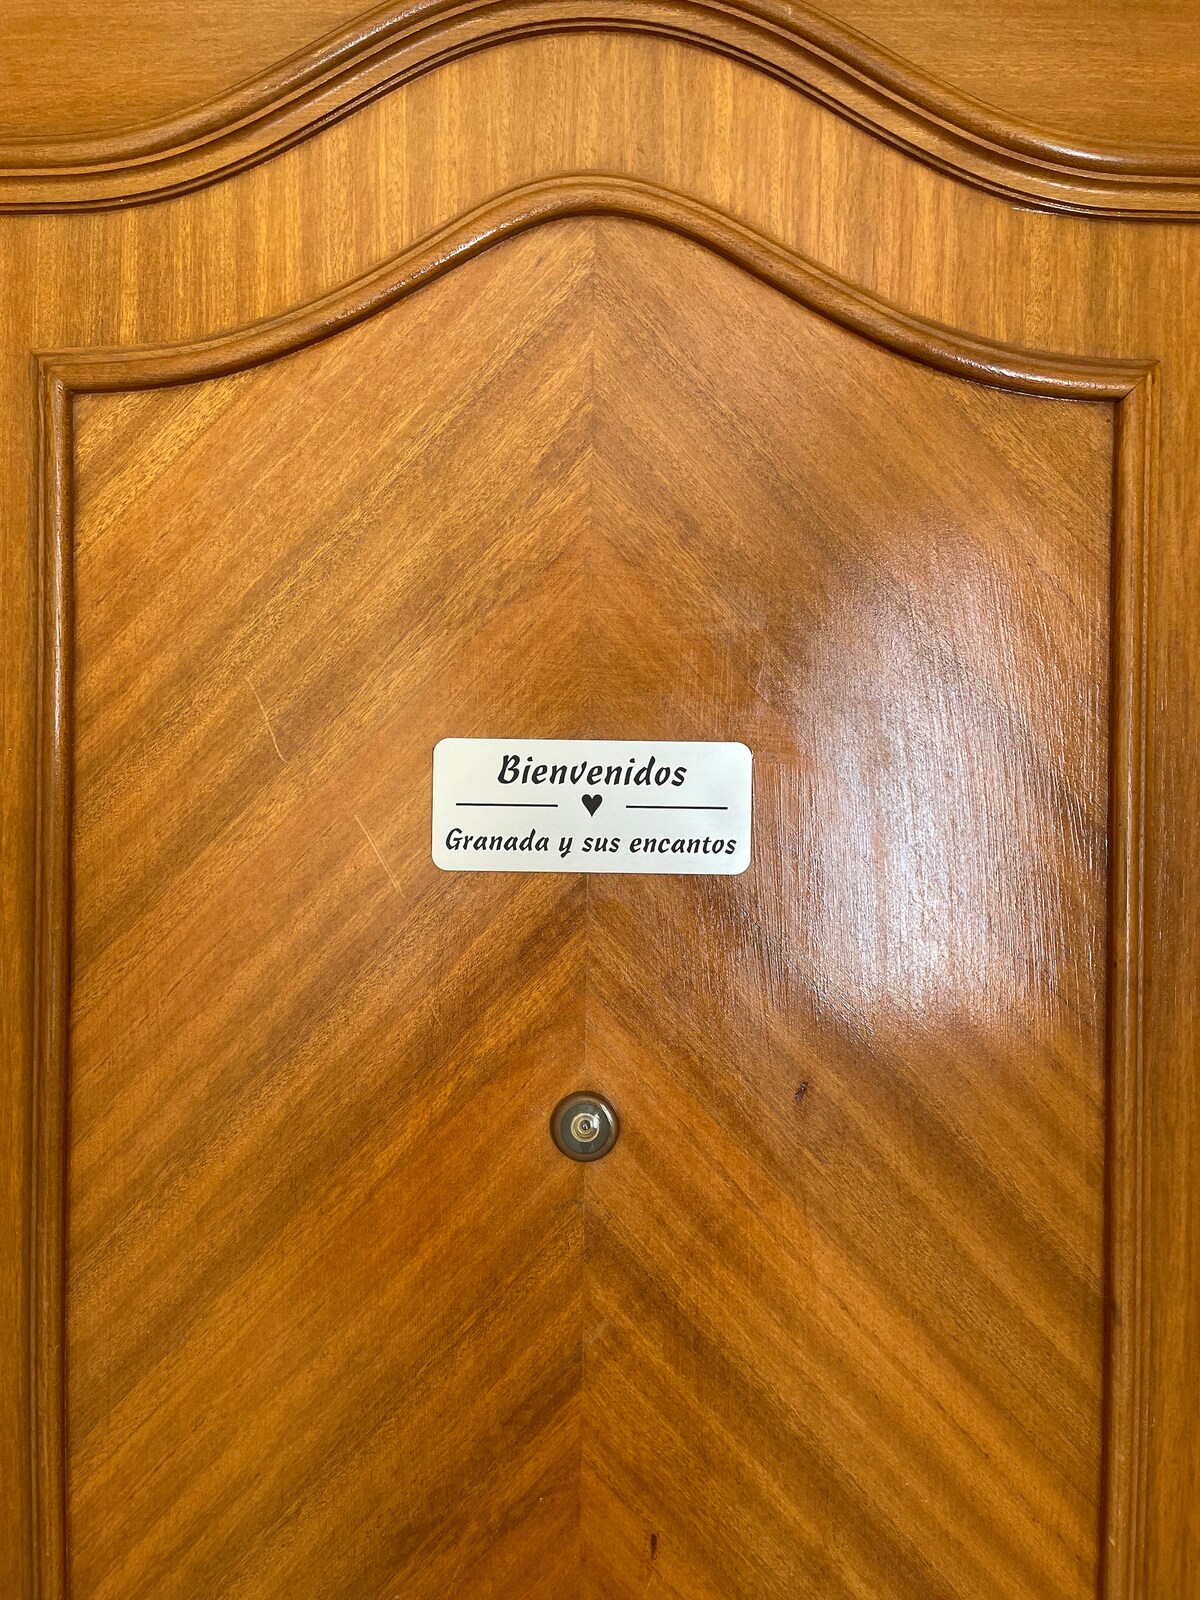 Bienvenidos
Granada y sus encantos